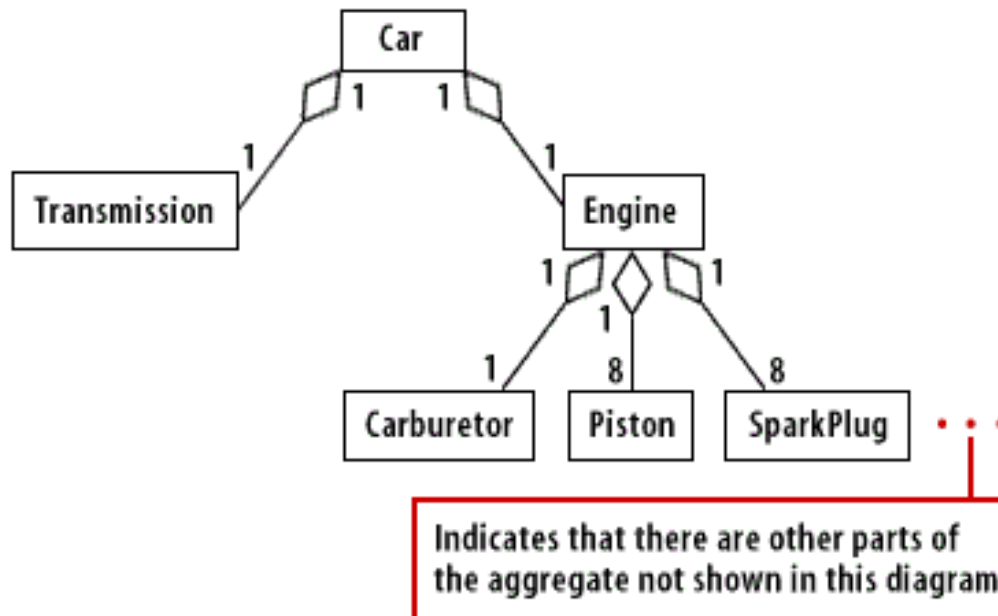 Car
1 1
1 1
Transmission
Engine
1 1
1
1 8 8
Carburetor Piston SparkPlug
Indicates that there are other parts of
the aggregate not shown in this diagram